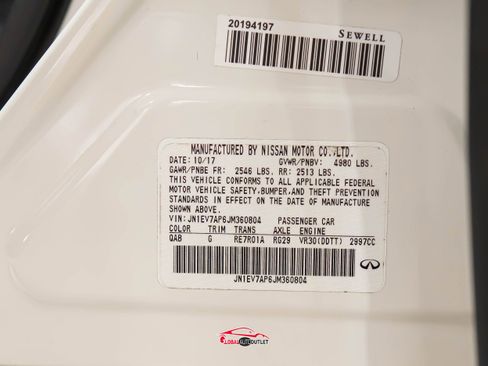 20194197 SEWELL
MANUFACTURED BY NISSAN MOTOR CO.,LTD.
DATE: 10/17 GVWR/PNBV: 4980 LBS.
GAWR/PNBE FR: 2546 LBS. RR: 2513 LBS.
THIS VEHICLE CONFORMS TO ALL APPLICABLE FEDERAL
MOTOR VEHICLE SAFETY,BUMPER,AND THEFT PREVENTION
STANDARDS IN EFFECT ON THE DATE OF MANUFACTURE
SHOWN ABOVE.
VIN: JN1EV7AP6JM360804 PASSENGER CAR
COLOR TRIM TRANS AXLE ENGINE
QAB G RE7R01A RG29 VR30(DDTT) 2997CC
JN1EV7AP6JM360804
GLOBAL AUTO OUTLET